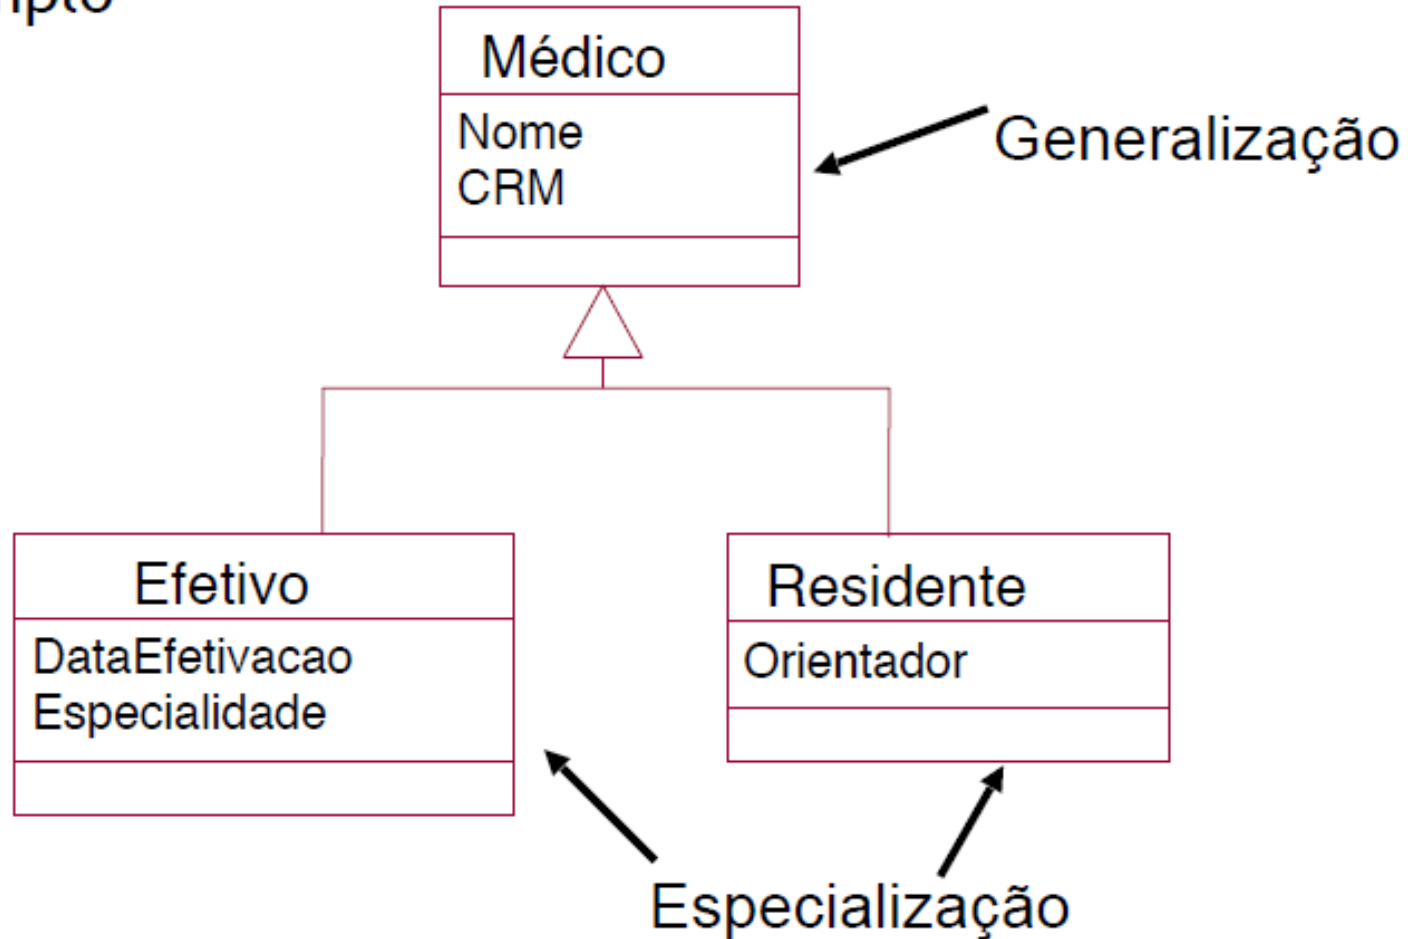 Médico
Nome
CRM
Generalização
Efetivo
DataEfetivacao
Especialidade
Residente
Orientador
Especialização